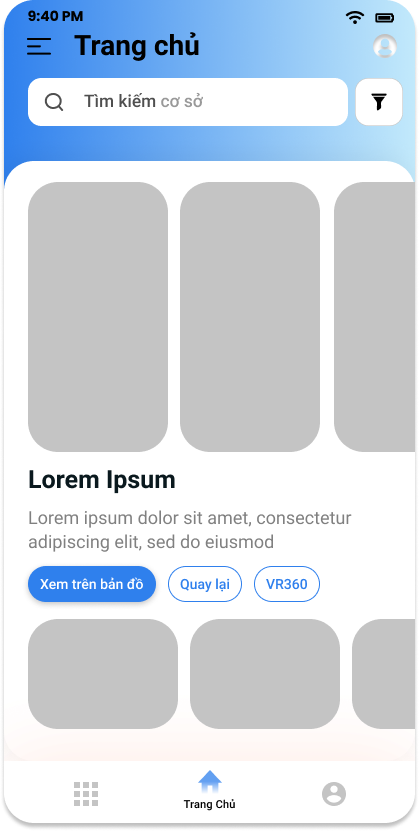 9:40 PM
Trang chủ
Tìm kiếm cơ sở
Lorem Ipsum
Lorem ipsum dolor sit amet, consectetur
adipiscing elit, sed do eiusmod
Xem trên bản đồ Quay lại VR360
Trang Chủ